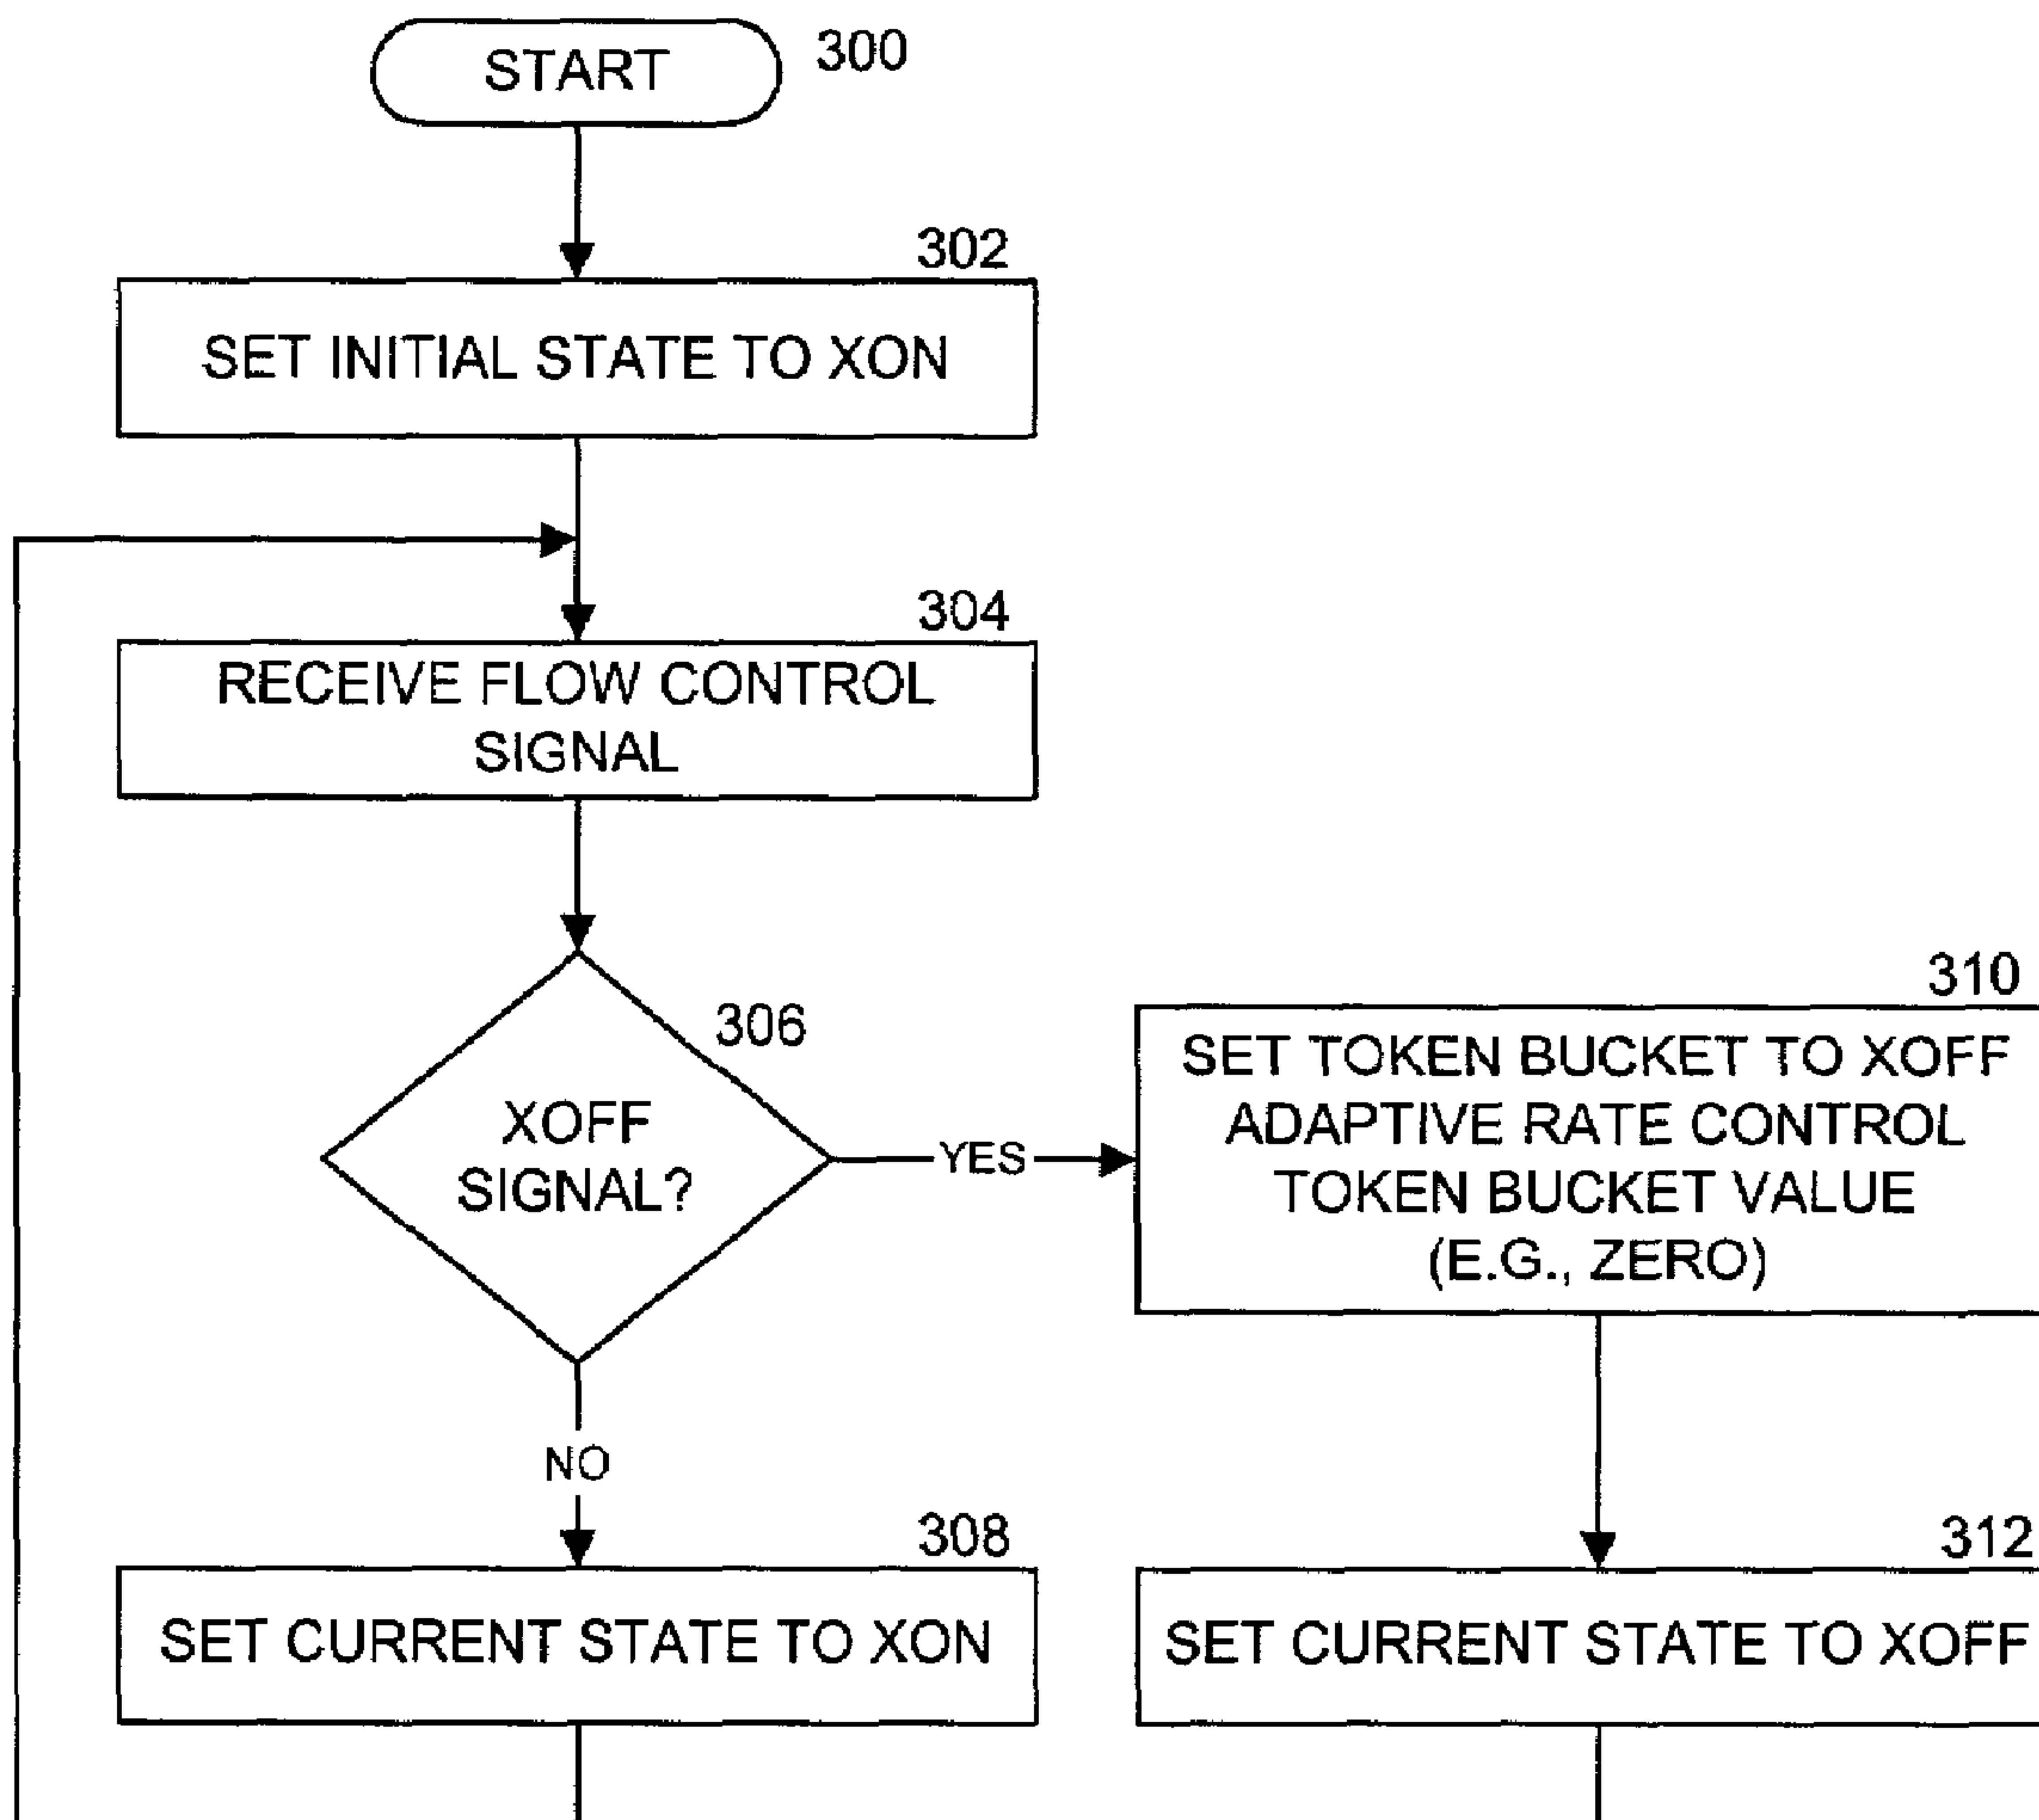 START
300
302
SET INITIAL STATE TO XON
304
RECEIVE FLOW CONTROL
SIGNAL
306
XOFF
SIGNAL?
YES
310
SET TOKEN BUCKET TO XOFF
ADAPTIVE RATE CONTROL
TOKEN BUCKET VALUE
(E.G., ZERO)
NO
308
SET CURRENT STATE TO XON
312
SET CURRENT STATE TO XOFF